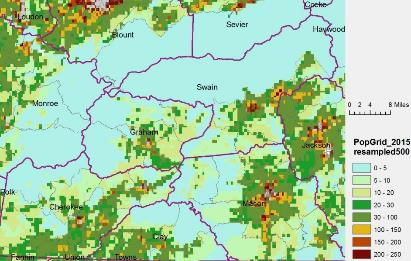 Cocke
Loudon
Sevier
Blount
Haywood
Swain
Monroe
0 2 4 8 Miles
Graham
PopGrid_2015
resampled500
Jackson
0 - 5
5 - 10
10 - 20
Polk
20 - 30
Macon
30 - 100
Cherokee
100 - 150
150 - 200
Clay
200 - 250
Fannin Union Towns